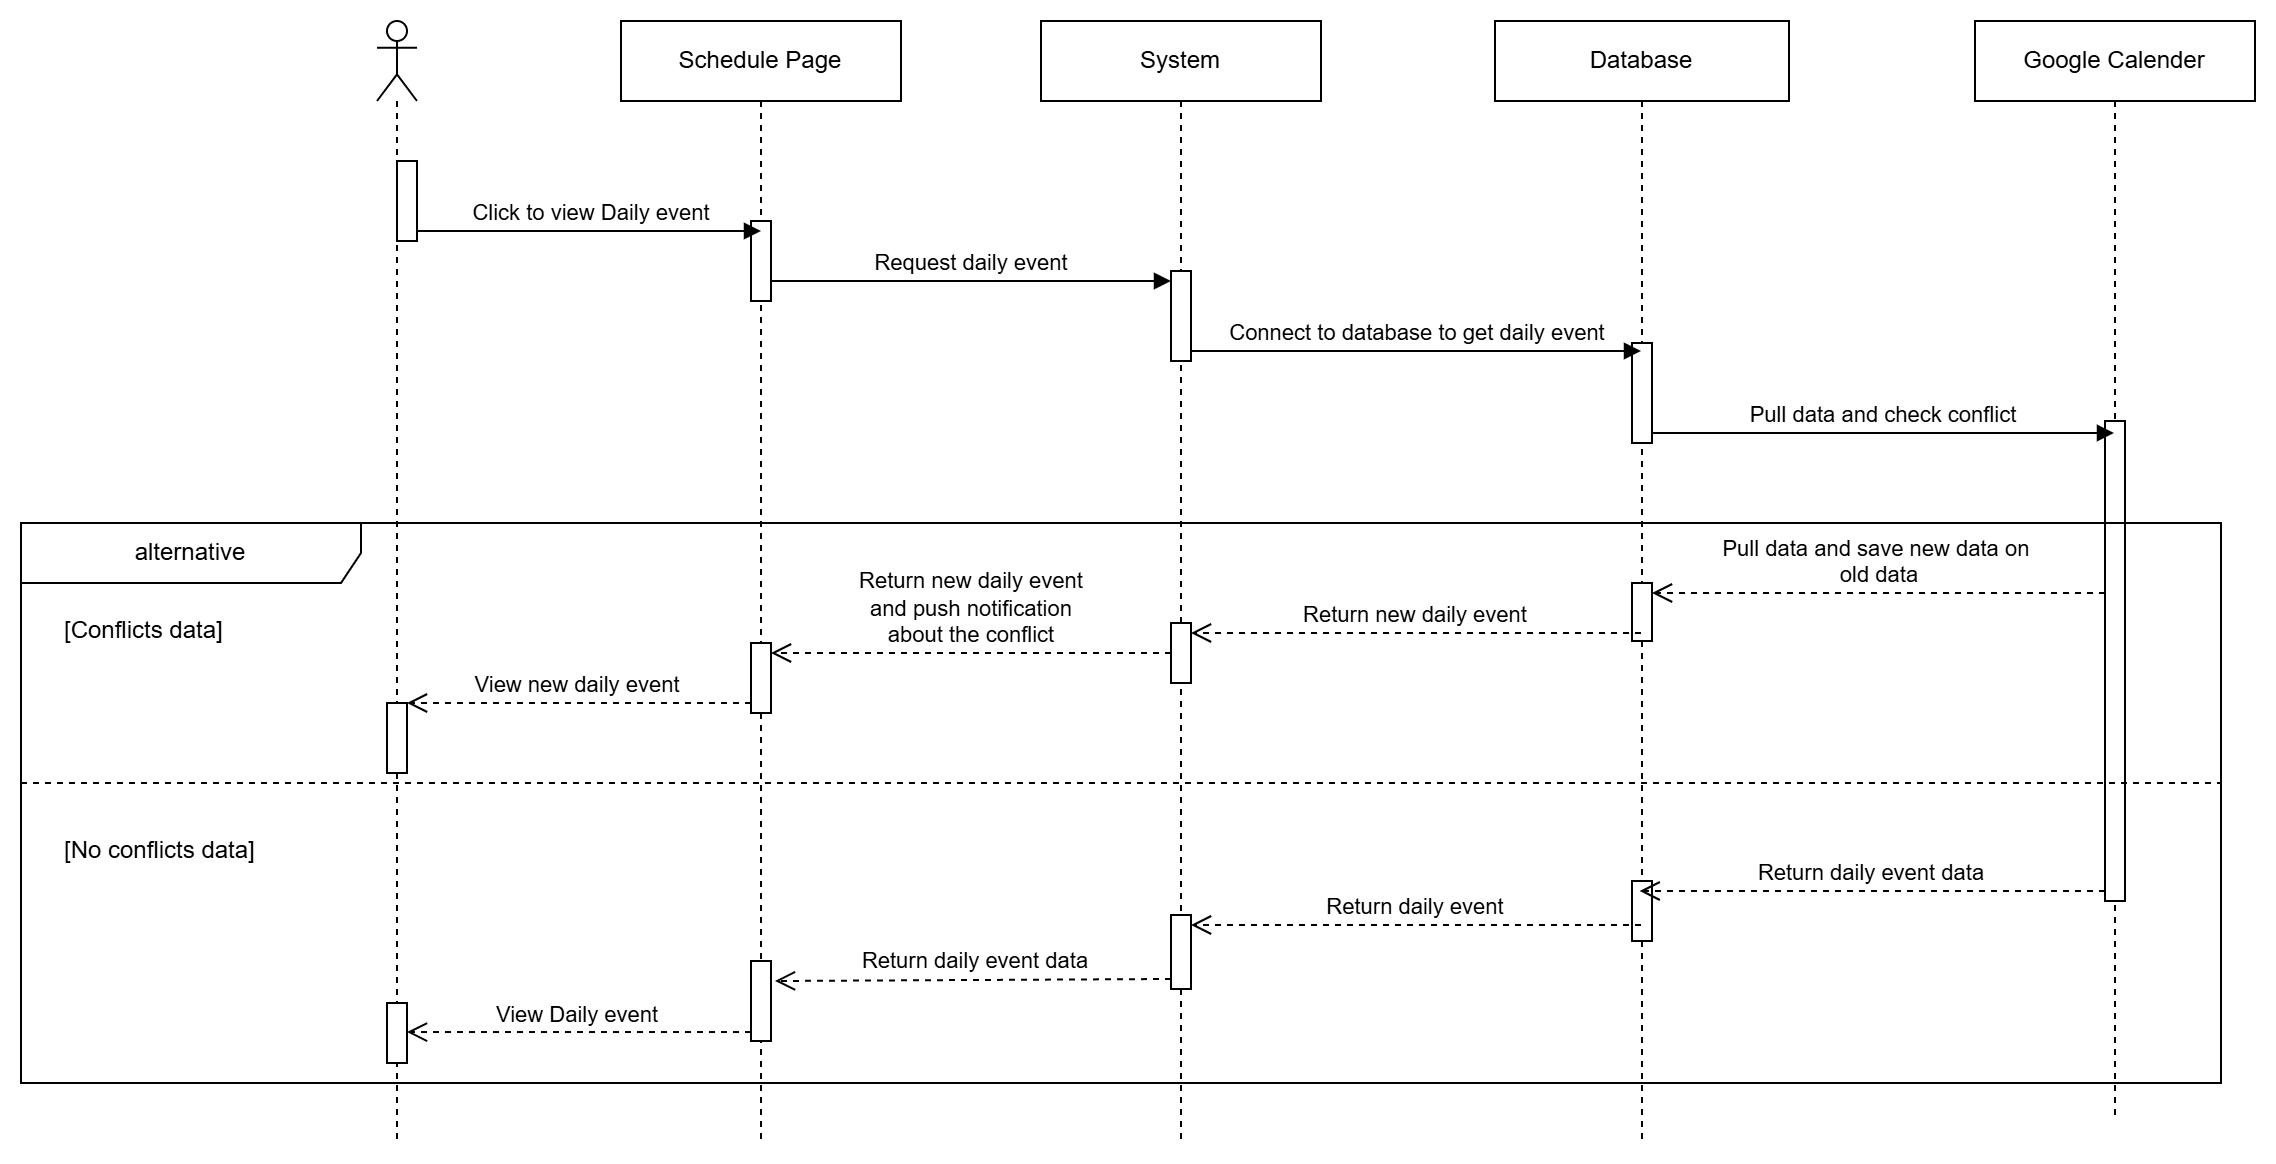 Schedule Page
System
Database
Google Calender
Click to view Daily event
Request daily event
Connect to database to get daily event
Pull data and check conflict
alternative
Pull data and save new data on
old data
Return new daily event
and push notification
about the conflict
Return new daily event
[Conflicts data]
View new daily event
[No conflicts data]
Return daily event data
Return daily event
Return daily event data
View Daily event